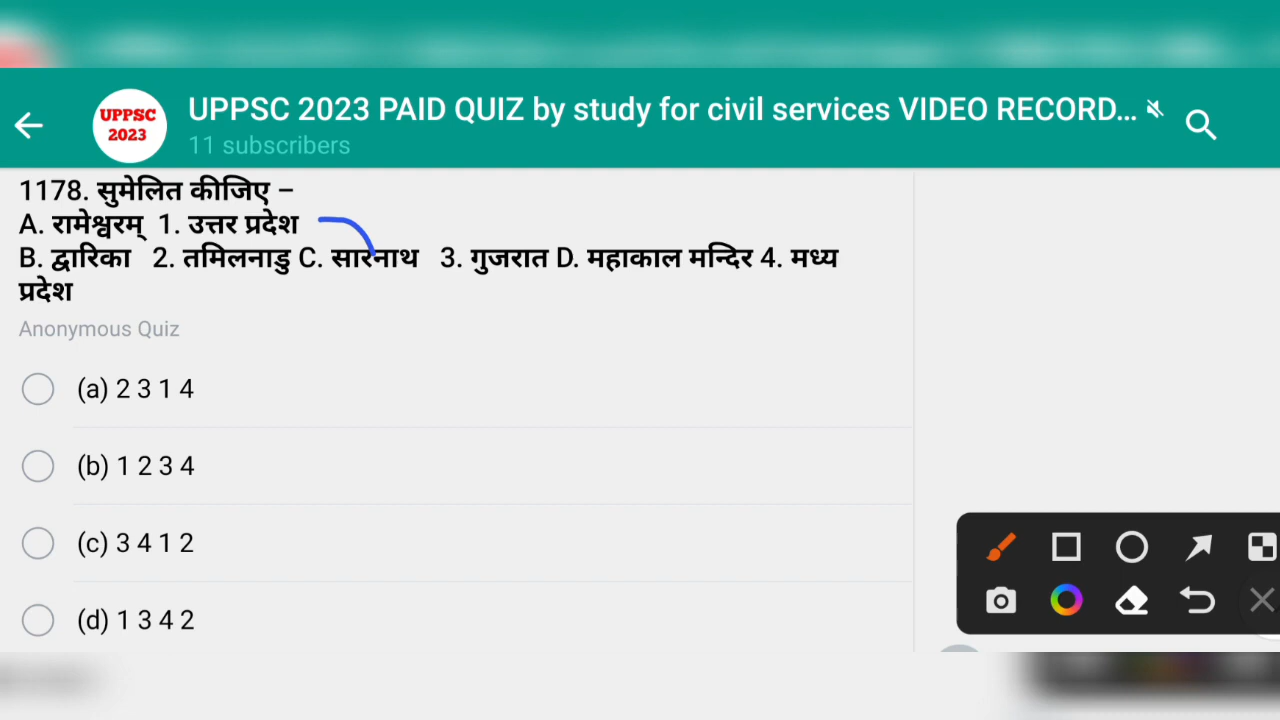 UPPSC
2023
UPPSC 2023 PAID QUIZ by study for civil services VIDEO RECORD...
11 subscribers
1178. सुमेलित कीजिए –
A. रामेश्वरम् 1. उत्तर प्रदेश
B. द्वारिका 2. तमिलनाडु C. सारनाथ 3. गुजरात D. महाकाल मन्दिर 4. मध्य
प्रदेश
Anonymous Quiz
(a) 2 3 1 4
(b) 1 2 3 4
(c) 3 4 1 2
(d) 1 3 4 2